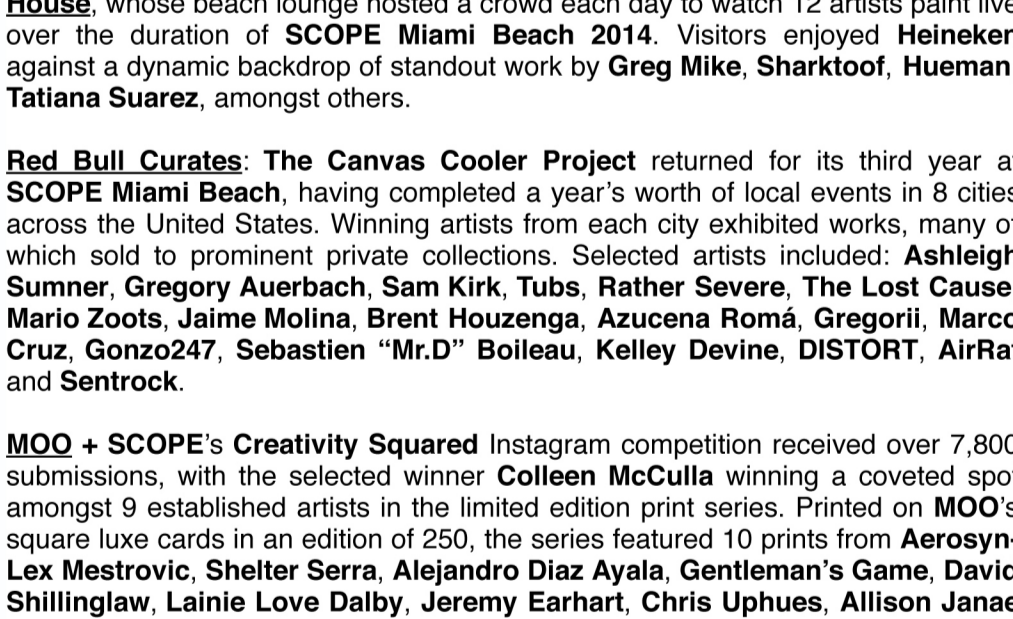 House, whose beach lounge hosted a crowd each day to watch 12 artists paint live
over the duration of SCOPE Miami Beach 2014. Visitors enjoyed Heineken
against a dynamic backdrop of standout work by Greg Mike, Sharktoof, Hueman
Tatiana Suarez, amongst others.
Red Bull Curates: The Canvas Cooler Project returned for its third year at
SCOPE Miami Beach, having completed a year's worth of local events in 8 cities
across the United States. Winning artists from each city exhibited works, many of
which sold to prominent private collections. Selected artists included: Ashleigh
Sumner, Gregory Auerbach, Sam Kirk, Tubs, Rather Severe, The Lost Cause
Mario Zoots, Jaime Molina, Brent Houzenga, Azucena Romá, Gregorii, Marco
Cruz, Gonzo247, Sebastien “Mr.D” Boileau, Kelley Devine, DISTORT, AirRa
and Sentrock.
MOO + SCOPE's Creativity Squared Instagram competition received over 7,800
submissions, with the selected winner Colleen McCulla winning a coveted spot
amongst 9 established artists in the limited edition print series. Printed on MOO's
square luxe cards in an edition of 250, the series featured 10 prints from Aerosyn-
Lex Mestrovic, Shelter Serra, Alejandro Diaz Ayala, Gentleman's Game, David
Shillinglaw, Lainie Love Dalby, Jeremy Earhart, Chris Uphues, Allison Janae